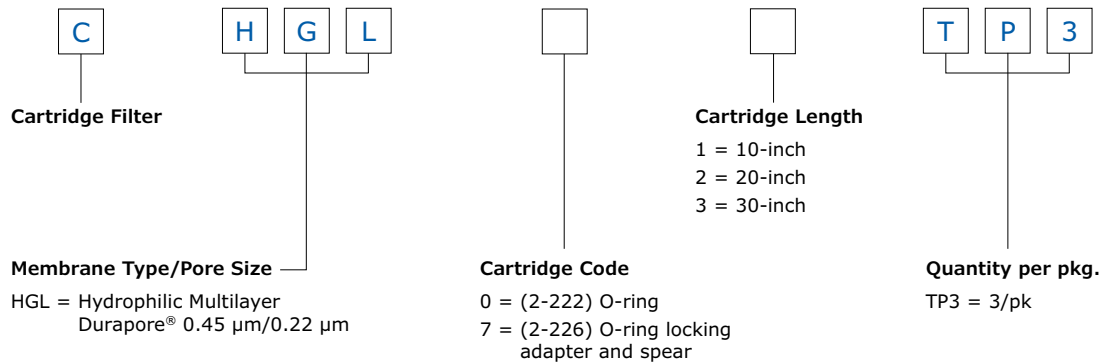 C H G L T P 3
Cartridge Filter
Cartridge Length
1 = 10-inch
2 = 20-inch
3 = 30-inch
Membrane Type/Pore Size
HGL = Hydrophilic Multilayer
Durapore® 0.45 µm/0.22 µm
Cartridge Code
0 = (2-222) O-ring
7 = (2-226) O-ring locking
adapter and spear
Quantity per pkg.
TP3 = 3/pk